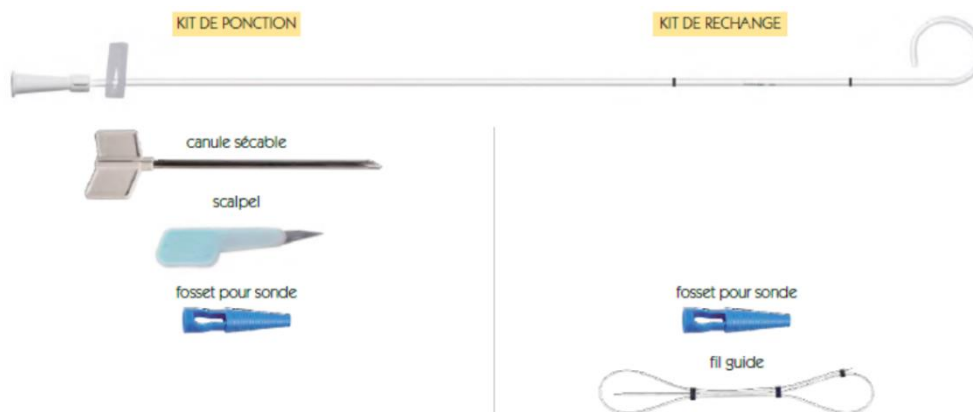 KIT DE PONCTION
KIT DE RECHANGE
canule sécable
scalpel
fosset pour sonde
fosset pour sonde
fil guide